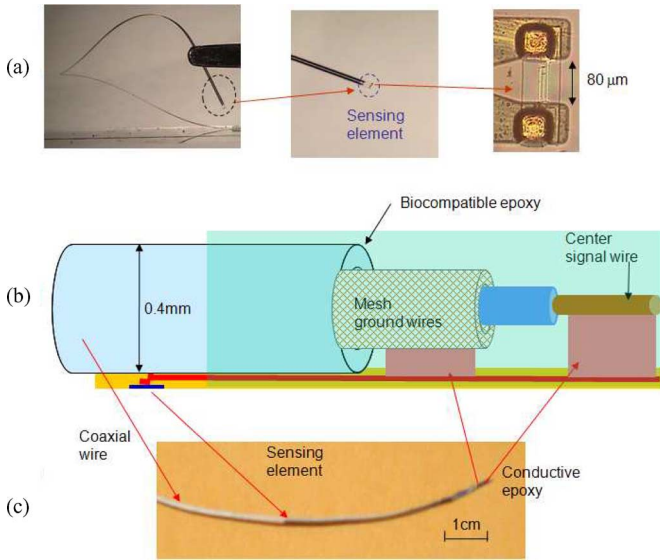 (a)
80 μm
Sensing
element
Biocompatible epoxy
Center
signal wire
(b)
0.4mm
Mesh
ground wires
Coaxial
wire
Sensing
element
Conductive
epoxy
(c)
1cm